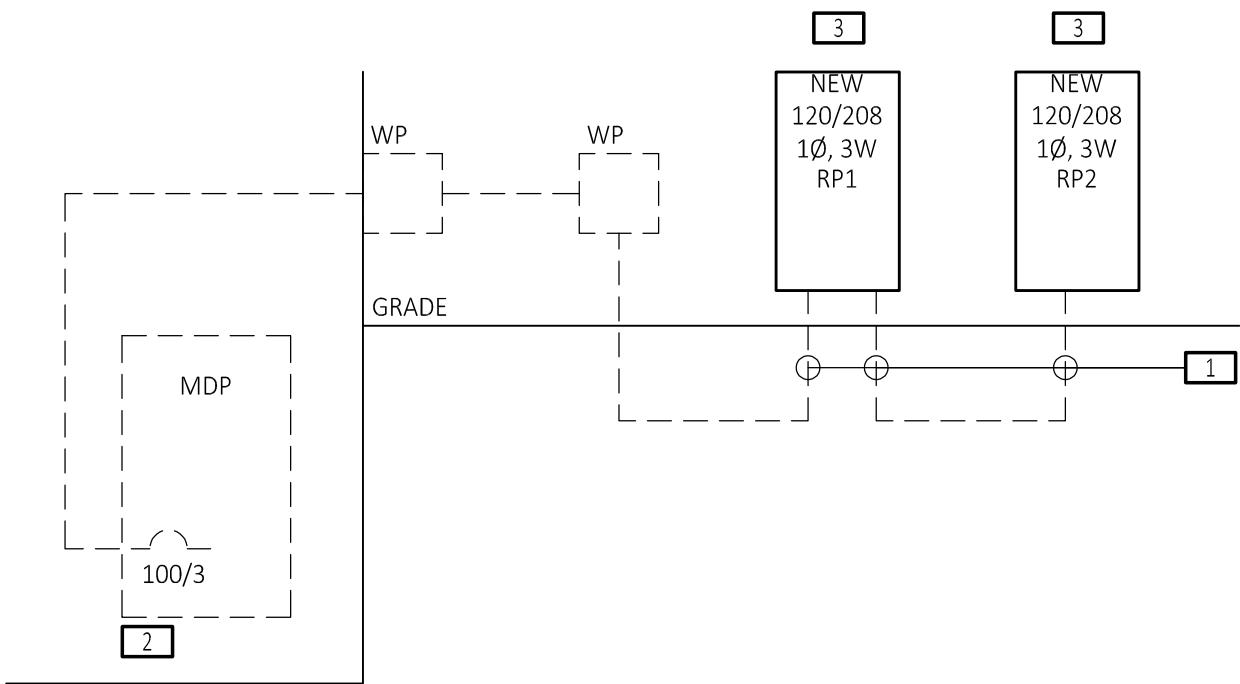 3
3
NEW
120/208
1Ø, 3W
RP1
NEW
120/208
1Ø, 3W
RP2
WP
WP
GRADE
1
MDP
100/3
2